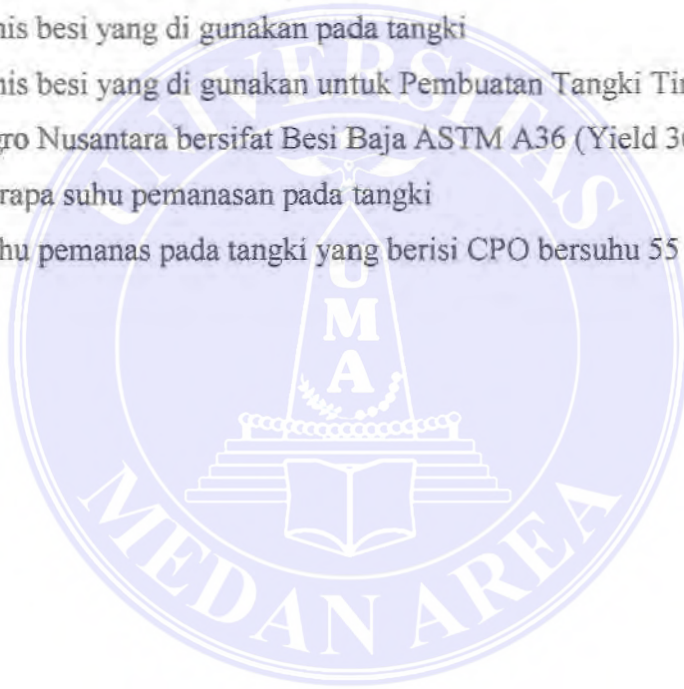 nis besi yang di gunakan pada tangki
nis besi yang di gunakan untuk Pembuatan Tangki
gro Nusantara bersifat Besi Baja ASTM A36 (Yield
rapa suhu pemanasan pada tangki
hu pemanas pada tangki yang berisi CPO bersuhu 55
UNIVERSITAS
UMA
MEDAN AREA